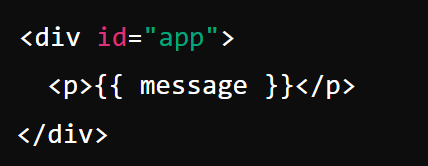 <div id="app">
  <p>{{ message }}</p>
</div>